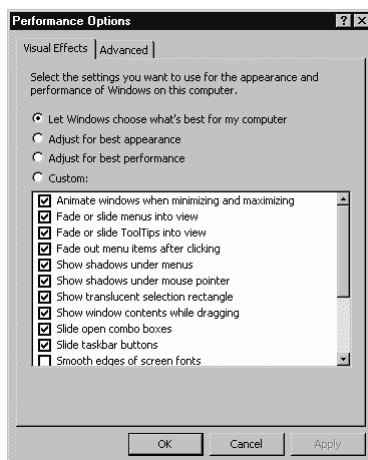 Performance Options
Visual Effects Advanced
Select the settings you want to use for the appearance and
performance of Windows on this computer.
Let Windows choose what's best for my computer
Adjust for best appearance
Adjust for best performance
Custom:
Animate windows when minimizing and maximizing
Fade or slide menus into view
Fade or slide ToolTips into view
Fade out menu items after clicking
Show shadows under menus
Show shadows under mouse pointer
Show translucent selection rectangle
Show window contents while dragging
Slide open combo boxes
Slide taskbar buttons
Smooth edges of screen fonts
OK Cancel Apply